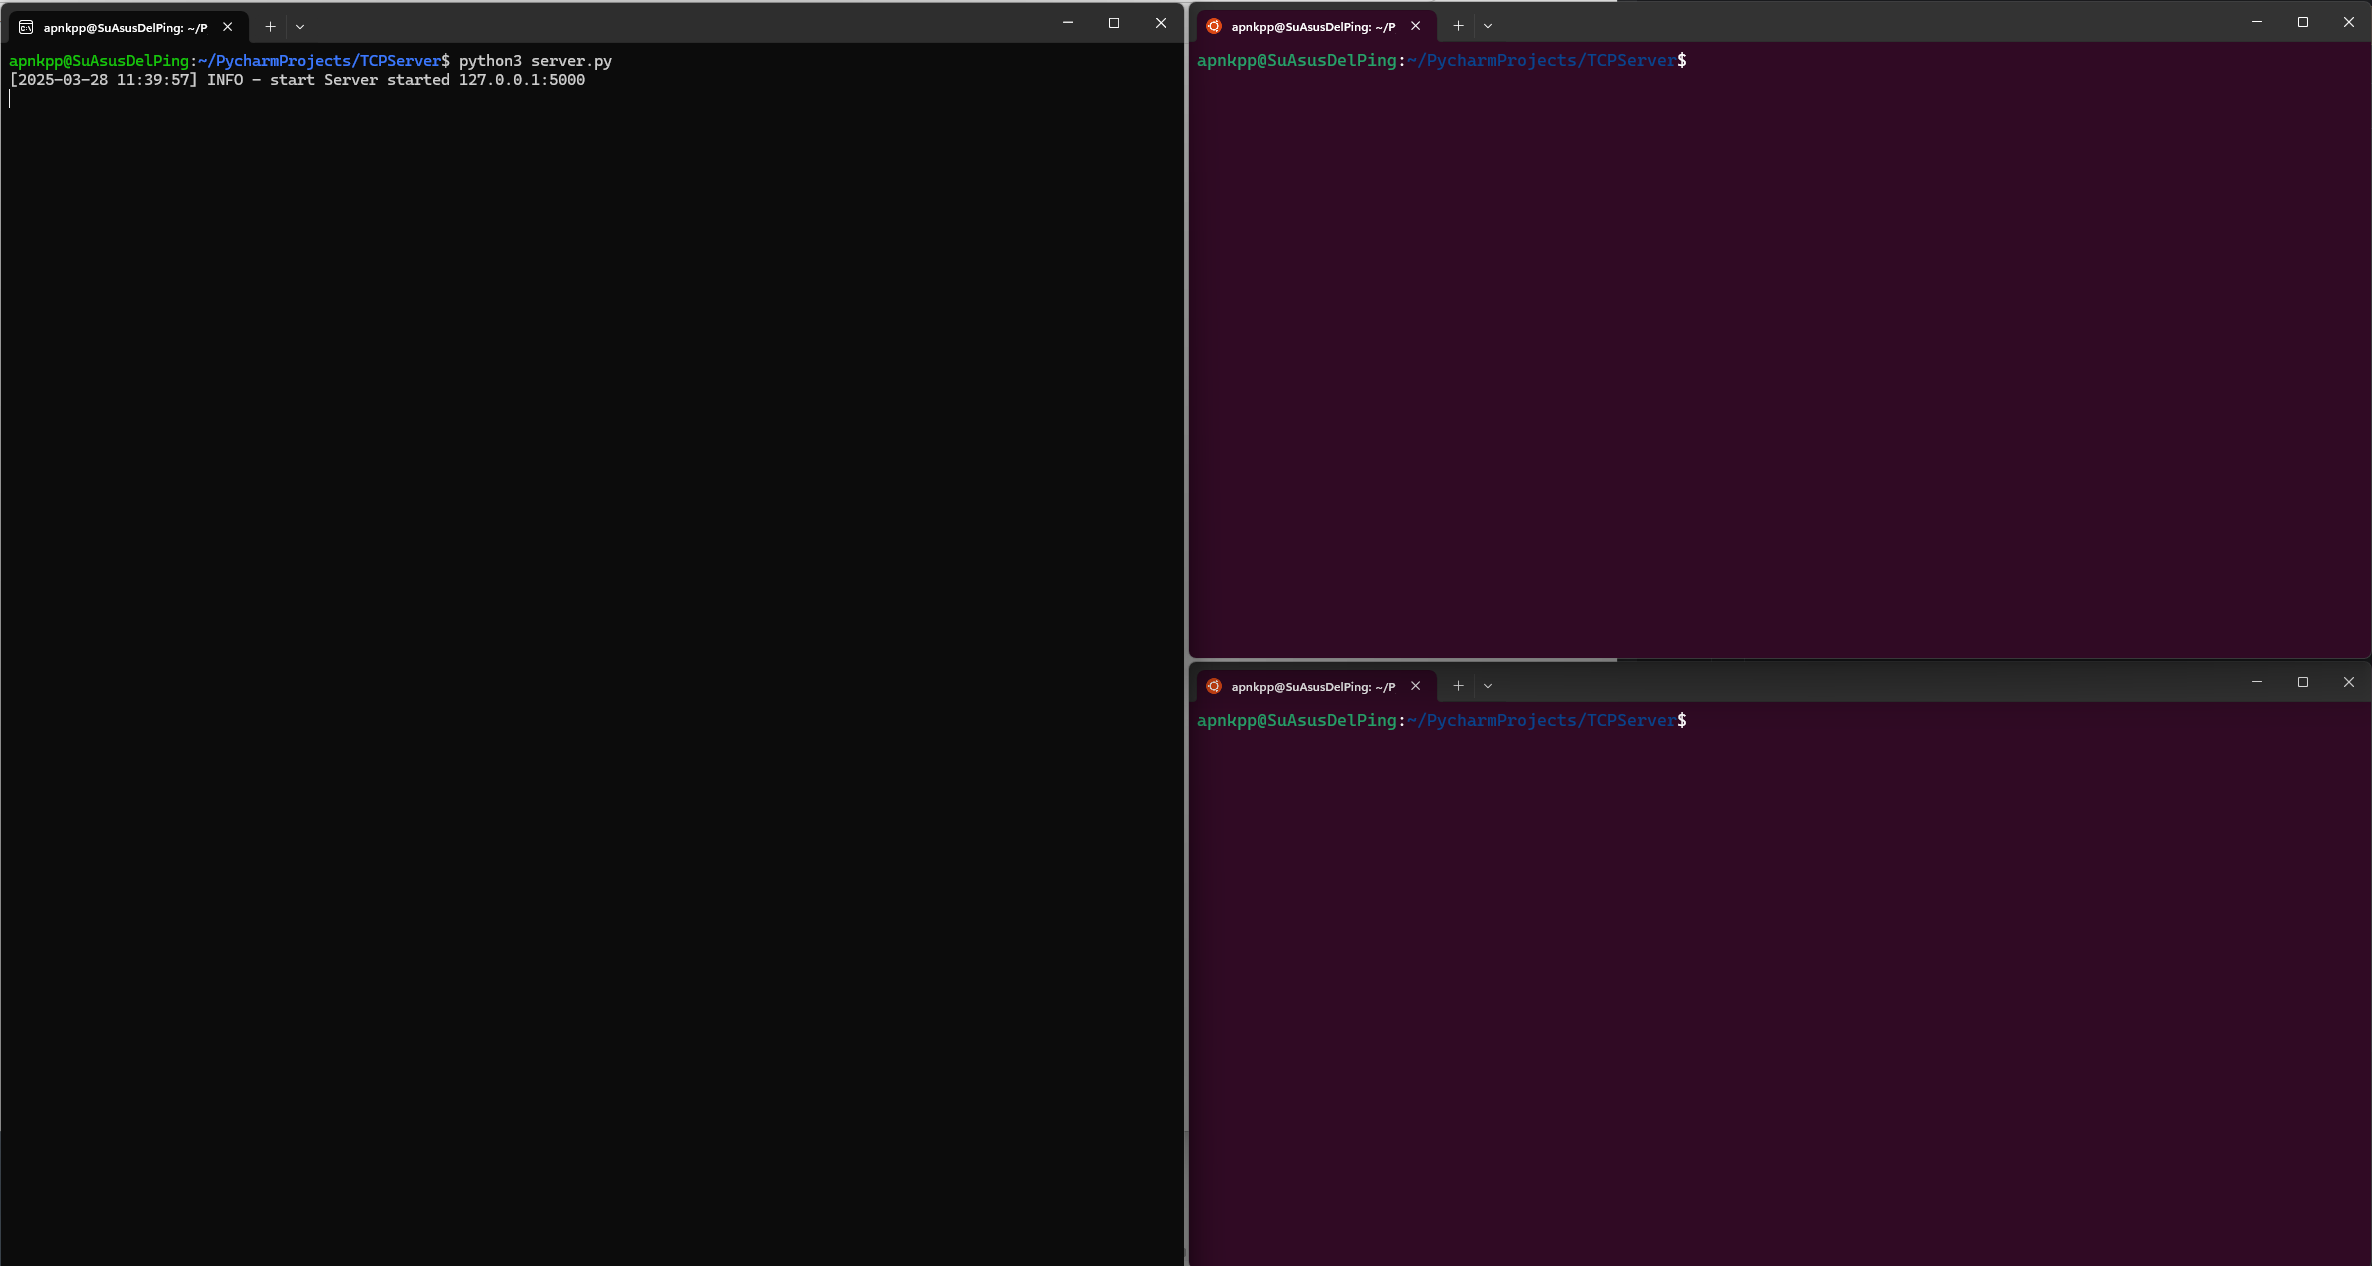 apnkpp@SuAsusDelPing: ~/P
apnkpp@SuAsusDelPing:~/PycharmProjects/TCPServer$ python3 server.py
[2025-03-28 11:39:57] INFO - start Server started 127.0.0.1:5000
apnkpp@SuAsusDelPing: ~/P
apnkpp@SuAsusDelPing:~/PycharmProjects/TCPServer$
apnkpp@SuAsusDelPing: ~/P
apnkpp@SuAsusDelPing:~/PycharmProjects/TCPServer$